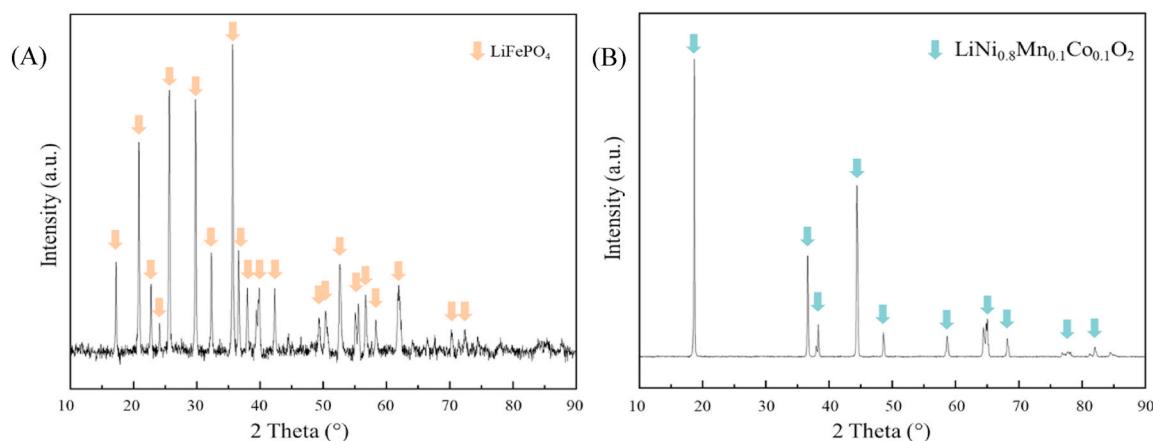 (A)
LiFePO₄
Intensity (a.u.)
10 20 30 40 50 60 70 80 90
2 Theta (°)
(B)
LiNi₀.₈Mn₀.₁Co₀.₁O₂
Intensity (a.u.)
10 20 30 40 50 60 70 80 90
2 Theta (°)